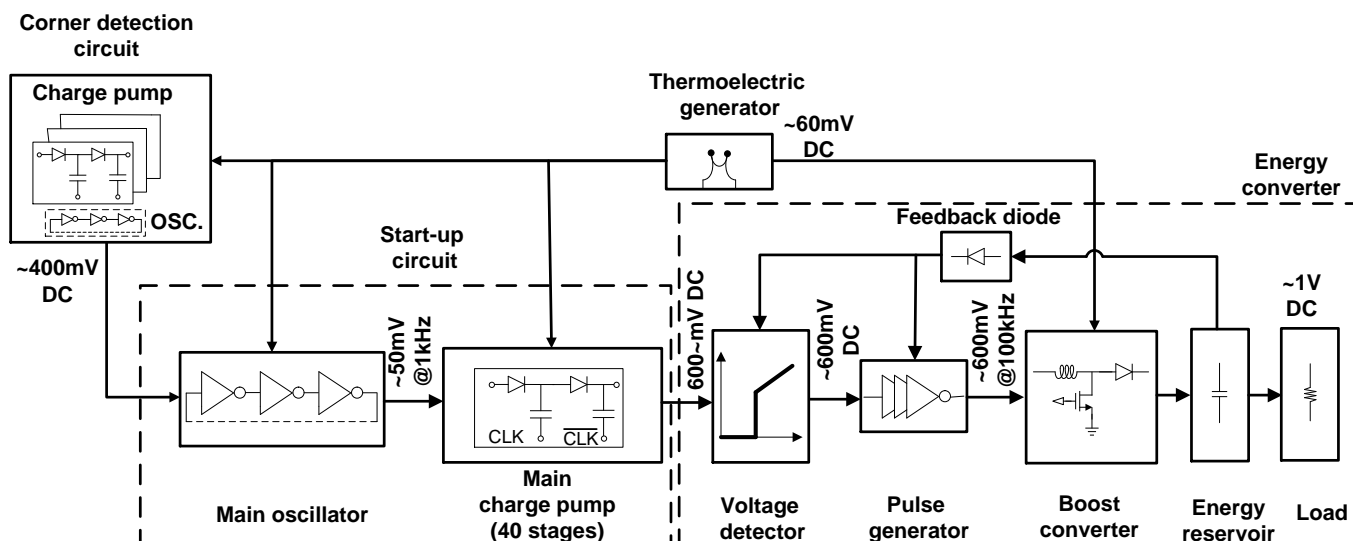 Corner detection
circuit
Charge pump
OSC.
~400mV
DC
Thermoelectric
generator
~60mV
DC
Energy
converter
Feedback diode
Start-up
circuit
~50mV
@1kHz
CLK
CLK
600~mV DC
~600mV
DC
~600mV
@100kHz
~1V
DC
Main oscillator
Main
charge pump
(40 stages)
Voltage
detector
Pulse
generator
Boost
converter
Energy
reservoir
Load